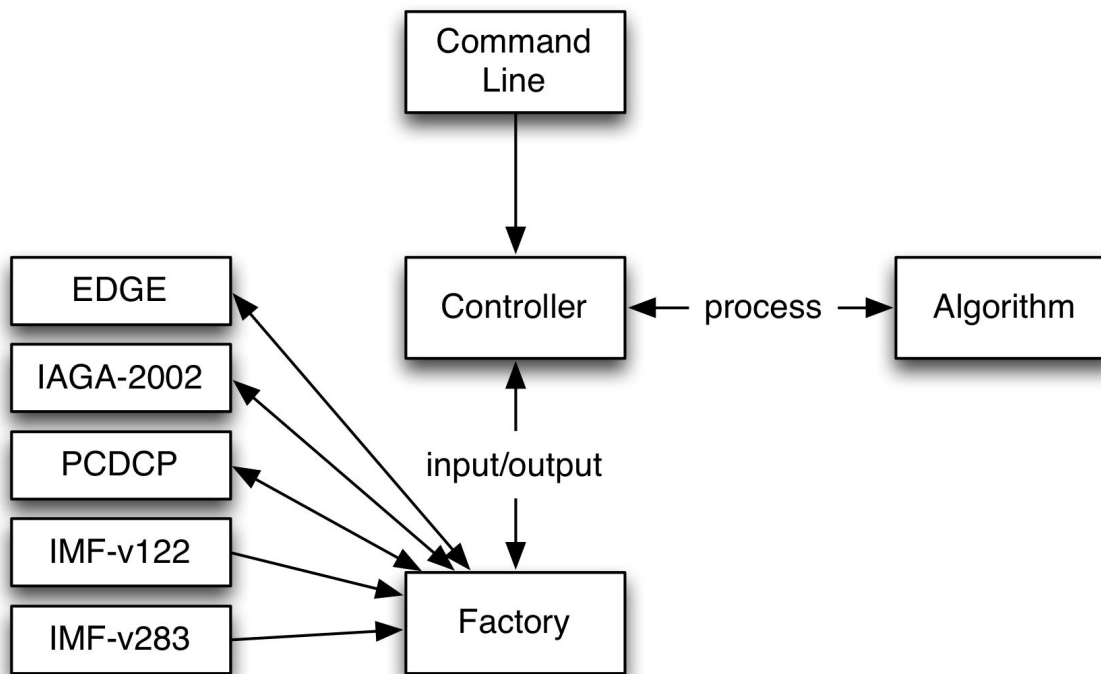 Command
Line
EDGE
Controller
process
Algorithm
IAGA-2002
PCDCP
input/output
IMF-v122
IMF-v283
Factory